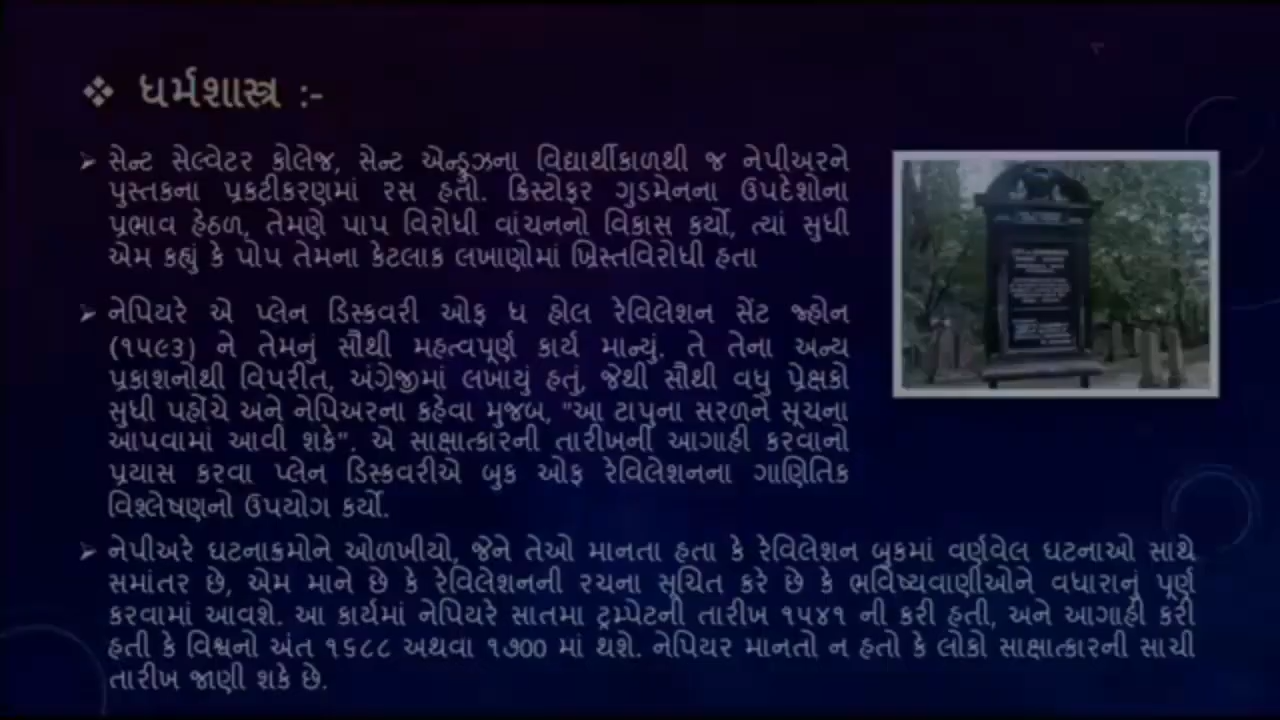 ❖ ધર્મશાસ્ત્ર :-
➢ સેન્ટ સેલ્વેટર કોલેજ, સેન્ટ એન્ડ્રુઝના વિદ્યાર્થીકાળથી જ નેપીઅરને
પુસ્તકના પ્રકટીકરણમાં રસ હતો. ક્રિસ્ટોફર ગુડમેનના ઉપદેશોના
પ્રભાવ હેઠળ, તેમણે પાપ વિરોધી વાંચનનો વિકાસ કર્યો, ત્યાં સુધી
એમ કહ્યું કે પોપ તેમના કેટલાક લખાણોમાં ખ્રિસ્તવિરોધી હતા
➢ નેપિયરે એ પ્લેન ડિસ્કવરી ઓફ ધ હોલ રેવિલેશન સેંટ જ્હોન
(૧૫૯૩) ને તેમનું સૌથી મહત્વપૂર્ણ કાર્ય માન્યું. તે તેના અન્ય
પ્રકાશનોથી વિપરીત, અંગ્રેજીમાં લખાયું હતું, જેથી સૌથી વધુ પ્રેક્ષકો
સુધી પહોંચે અને નેપિઅરના કહેવા મુજબ, "આ ટાપુના સરળને સૂચના
આપવામાં આવી શકે". એ સાક્ષાત્કારની તારીખની આગાહી કરવાનો
પ્રયાસ કરવા પ્લેન ડિસ્કવરીએ બુક ઓફ રેવિલેશનના ગાણિતિક
વિશ્લેષણનો ઉપયોગ કર્યો.
➢ નેપીઅરે ઘટનાક્રમોને ઓળખીયો, જેને તેઓ માનતા હતા કે રેવિલેશન બુકમાં વર્ણવેલ ઘટનાઓ સાથે
સમાંતર છે, એમ માને છે કે રેવિલેશનની રચના સૂચિત કરે છે કે ભવિષ્યવાણીઓને વધારાનું પૂર્ણ
કરવામાં આવશે. આ કાર્યમાં નેપિયરે સાતમા ટ્રમ્પેટની તારીખ ૧૫૪૧ ની કરી હતી, અને આગાહી કરી
હતી કે વિશ્વનો અંત ૧૬૮૮ અથવા ૧૭૦૦ માં થશે. નેપિયર માનતો ન હતો કે લોકો સાક્ષાત્કારની સાચી
તારીખ જાણી શકે છે.